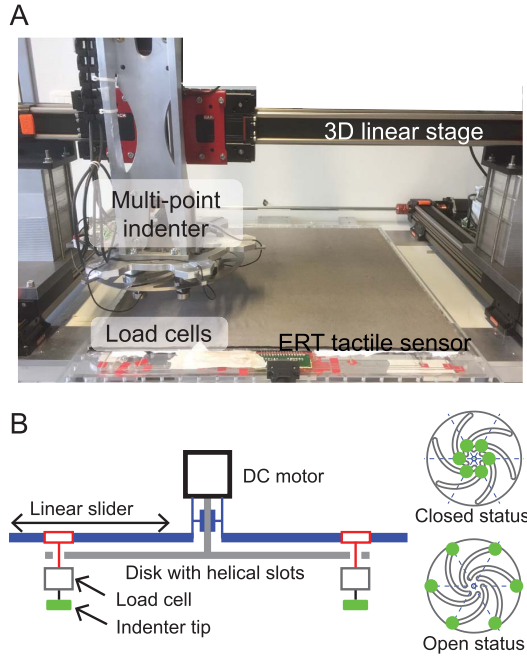 A
3D linear stage
Multi-point
indenter
Load cells
ERT tactile sensor
B
DC motor
Linear slider
Disk with helical slots
Load cell
Indenter tip
Closed status
Open status